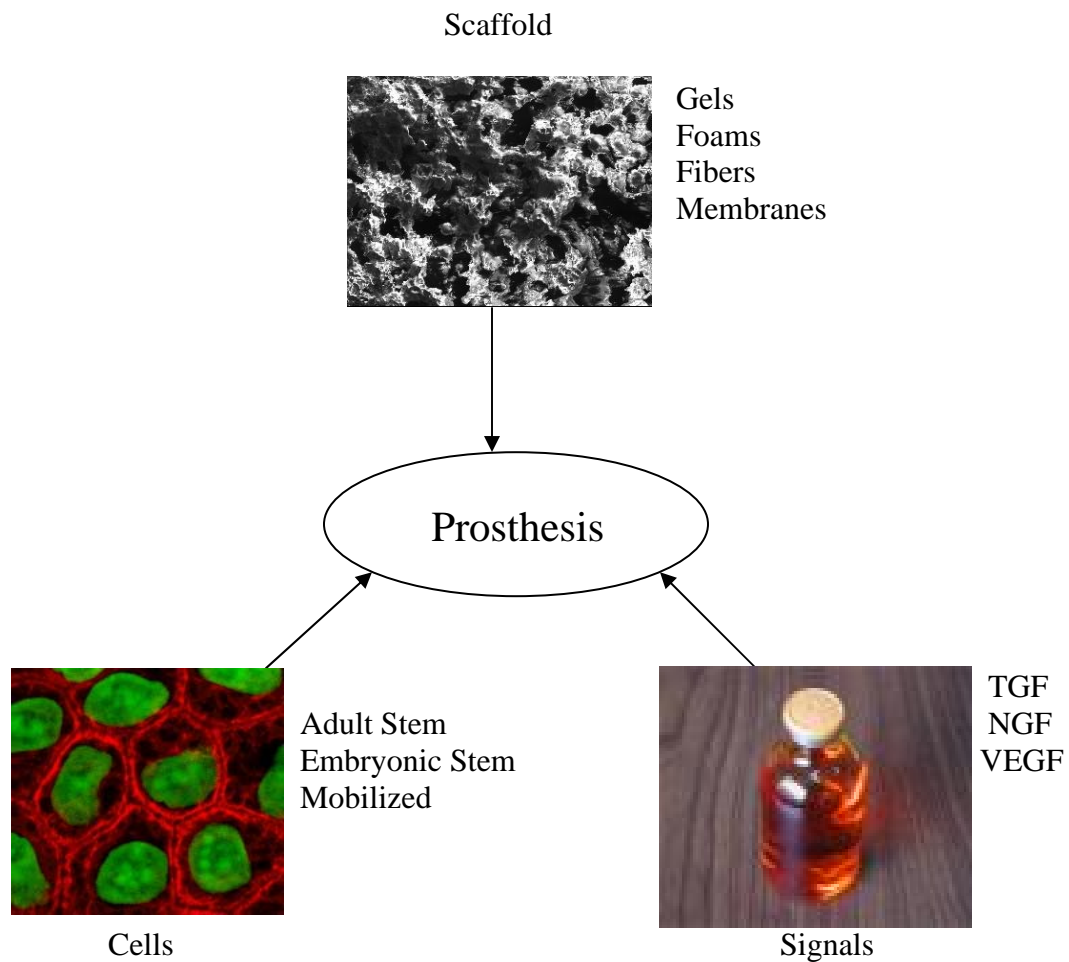 Scaffold
Gels
Foams
Fibers
Membranes
Prosthesis
Adult Stem
Embryonic Stem
Mobilized
Cells
TGF
NGF
VEGF
Signals